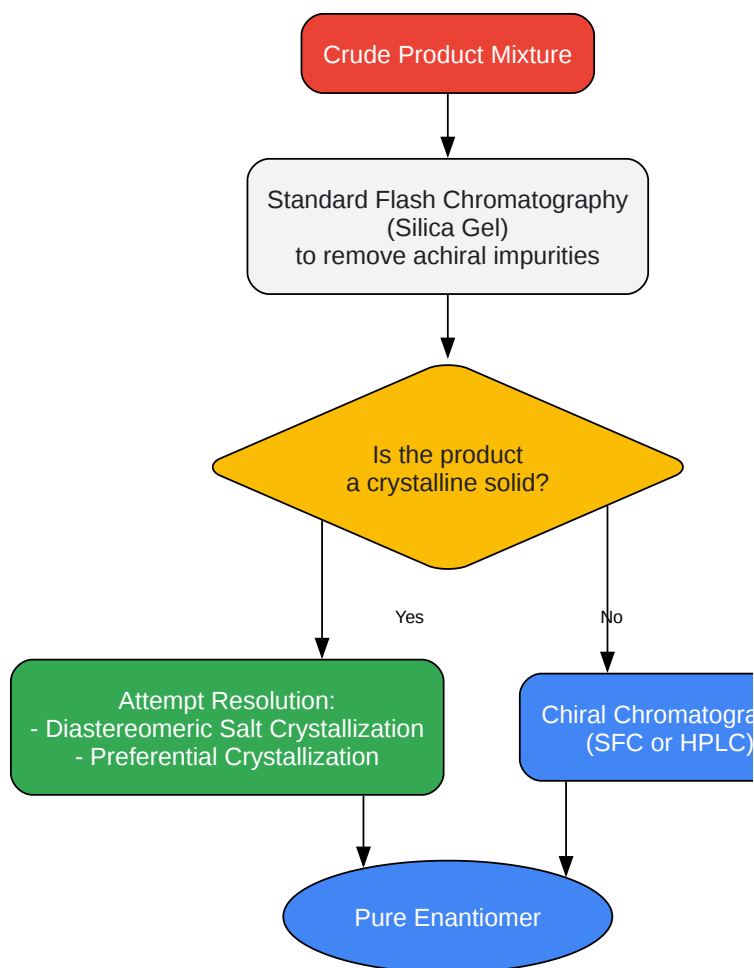 Crude Product Mixture
Standard Flash Chromatography
(Silica Gel)
to remove achiral impurities
Is the product
a crystalline solid?
Yes
No
Attempt Resolution:
- Diastereomeric Salt Crystallization
- Preferential Crystallization
Chiral
(SFC or HPLC)
Pure Enantiomer